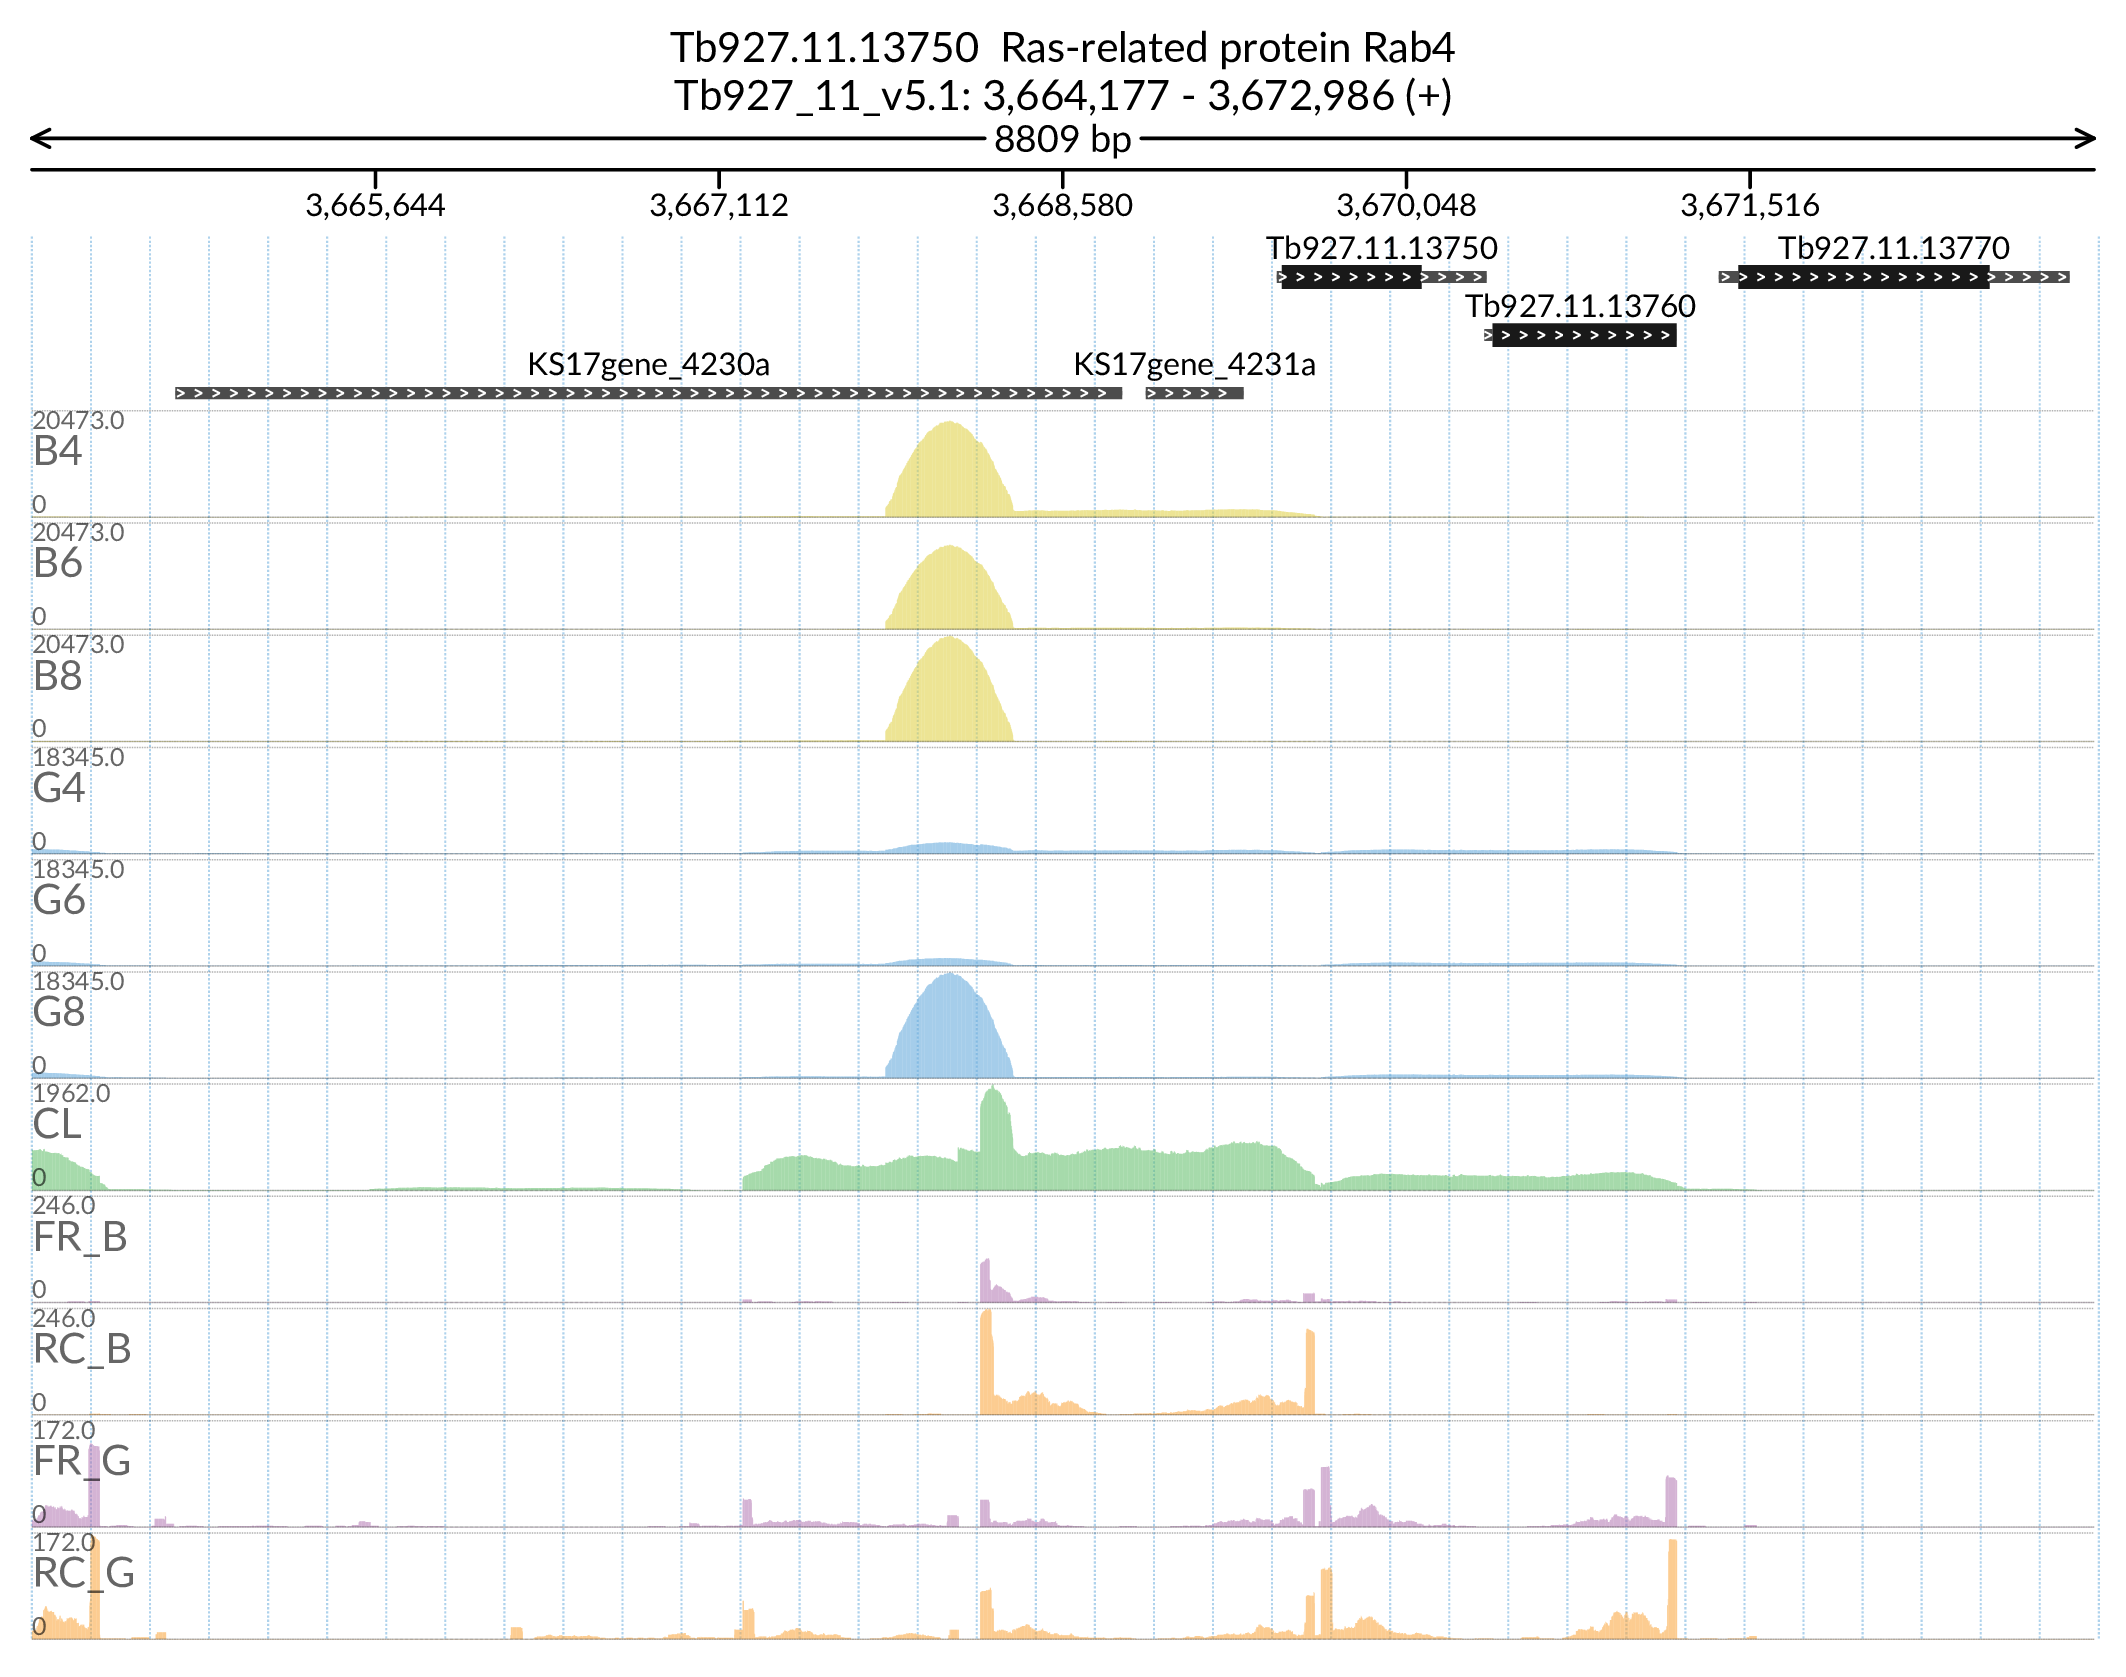 Tb927.11.13750  Ras-related protein Rab4
Tb927_11_v5.1: 3,664,177 - 3,672,986 (+)
8809 bp
3,665,644 3,667,112 3,668,580 3,670,048 3,671,516
Tb927.11.13750 Tb927.11.13770
Tb927.11.13760
KS17gene_4230a KS17gene_4231a
20473.0
B4
0
20473.0
B6
0
20473.0
B8
0
18345.0
G4
0
18345.0
G6
0
18345.0
G8
0
1962.0
CL
0
246.0
FR_B
0
246.0
RC_B
0
172.0
FR_G
0
172.0
RC_G
0